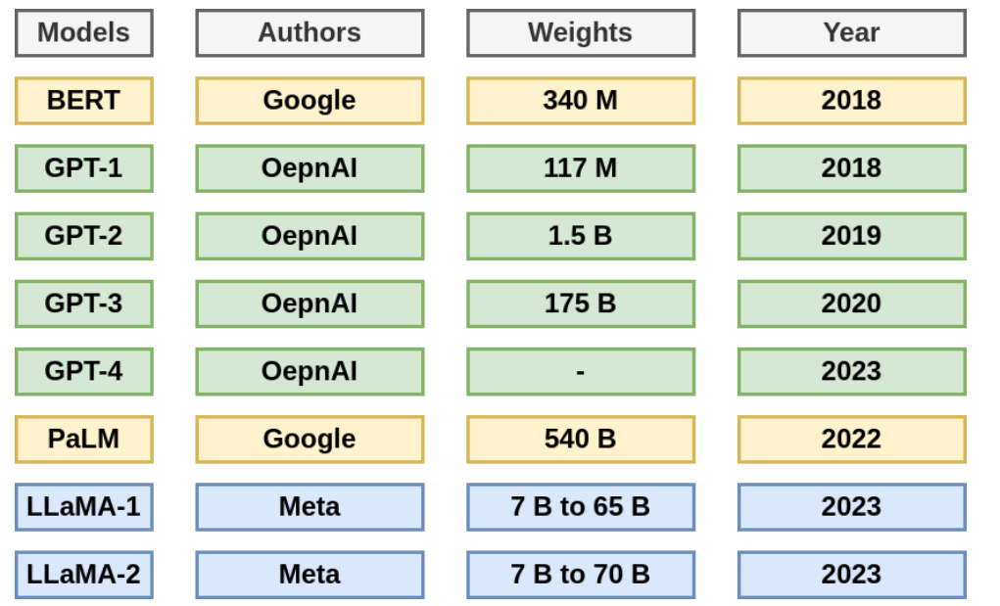 Models Authors Weights Year
BERT Google 340 M 2018
GPT-1 OepnAI 117 M 2018
GPT-2 OepnAI 1.5 B 2019
GPT-3 OepnAI 175 B 2020
GPT-4 OepnAI - 2023
PaLM Google 540 B 2022
LLaMA-1 Meta 7 B to 65 B 2023
LLaMA-2 Meta 7 B to 70 B 2023